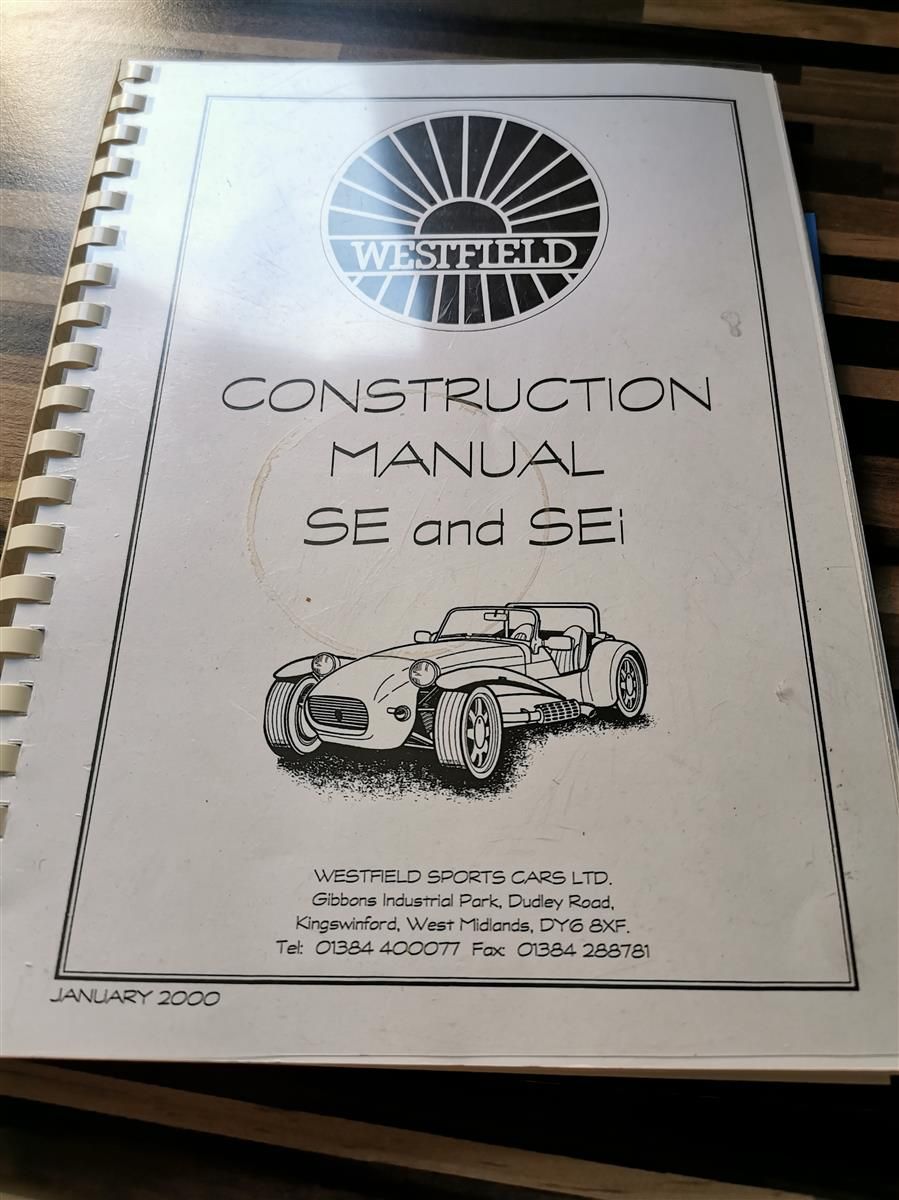 WESTFIELD
CONSTRUCTION
MANUAL
SE and SEi
WESTFIELD SPORTS CARS LTD.
Gibbons Industrial Park, Dudley Road,
Kingswinford, West Midlands, DY6 8XF.
Tel: 01384 400077 Fax: 01384 288781
JANUARY 2000